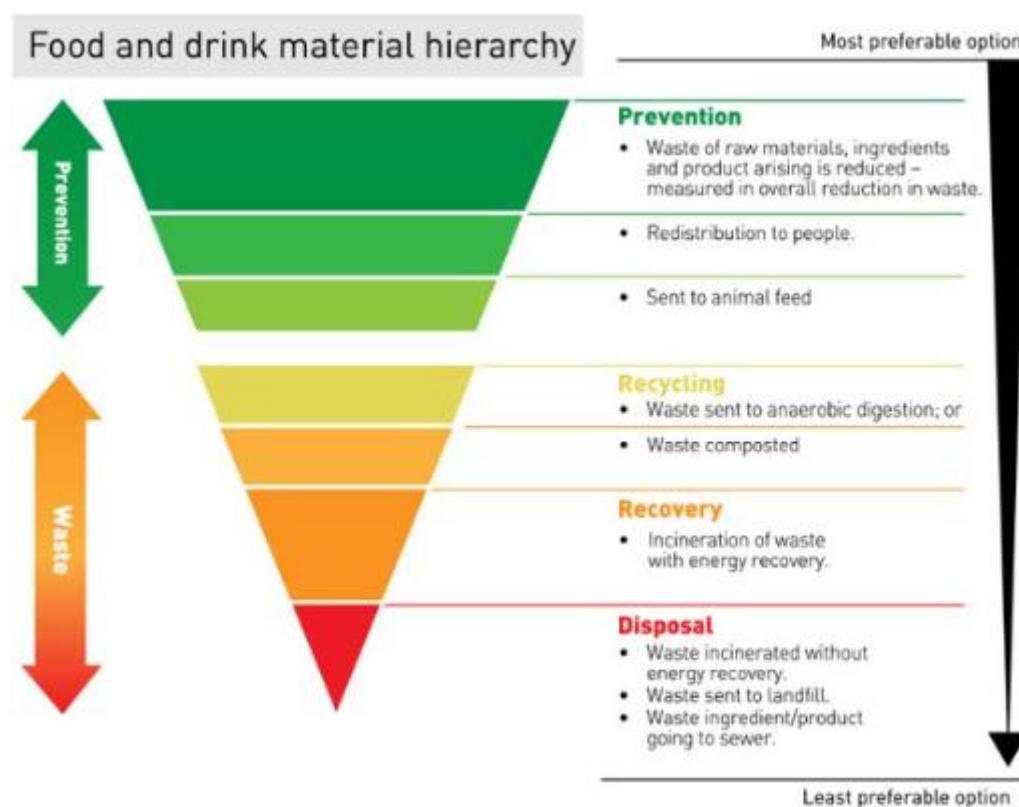 Food and drink material hierarchy
Most preferable option
Prevention
Prevention
• Waste of raw materials, ingredients
and product arising is reduced –
measured in overall reduction in waste.
• Redistribution to people.
• Sent to animal feed
Waste
Recycling
• Waste sent to anaerobic digestion; or
• Waste composted
Recovery
• Incineration of waste
with energy recovery.
Disposal
• Waste incinerated without
energy recovery.
• Waste sent to landfill.
• Waste ingredient/product
going to sewer.
Least preferable option